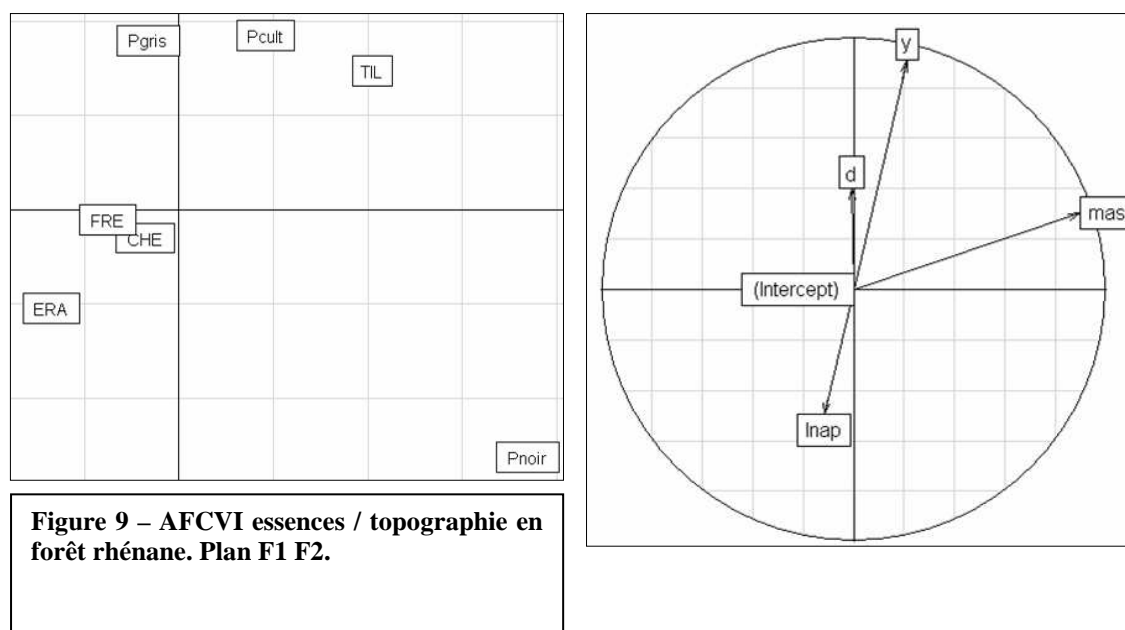 Pgris
Pcult
TIL
FRE
CHE
ERA
Pnoir
y
d
mas
(Intercept)
lnap
Figure 9 – AFCVI essences / topographie en
forêt rhénane. Plan F1 F2.